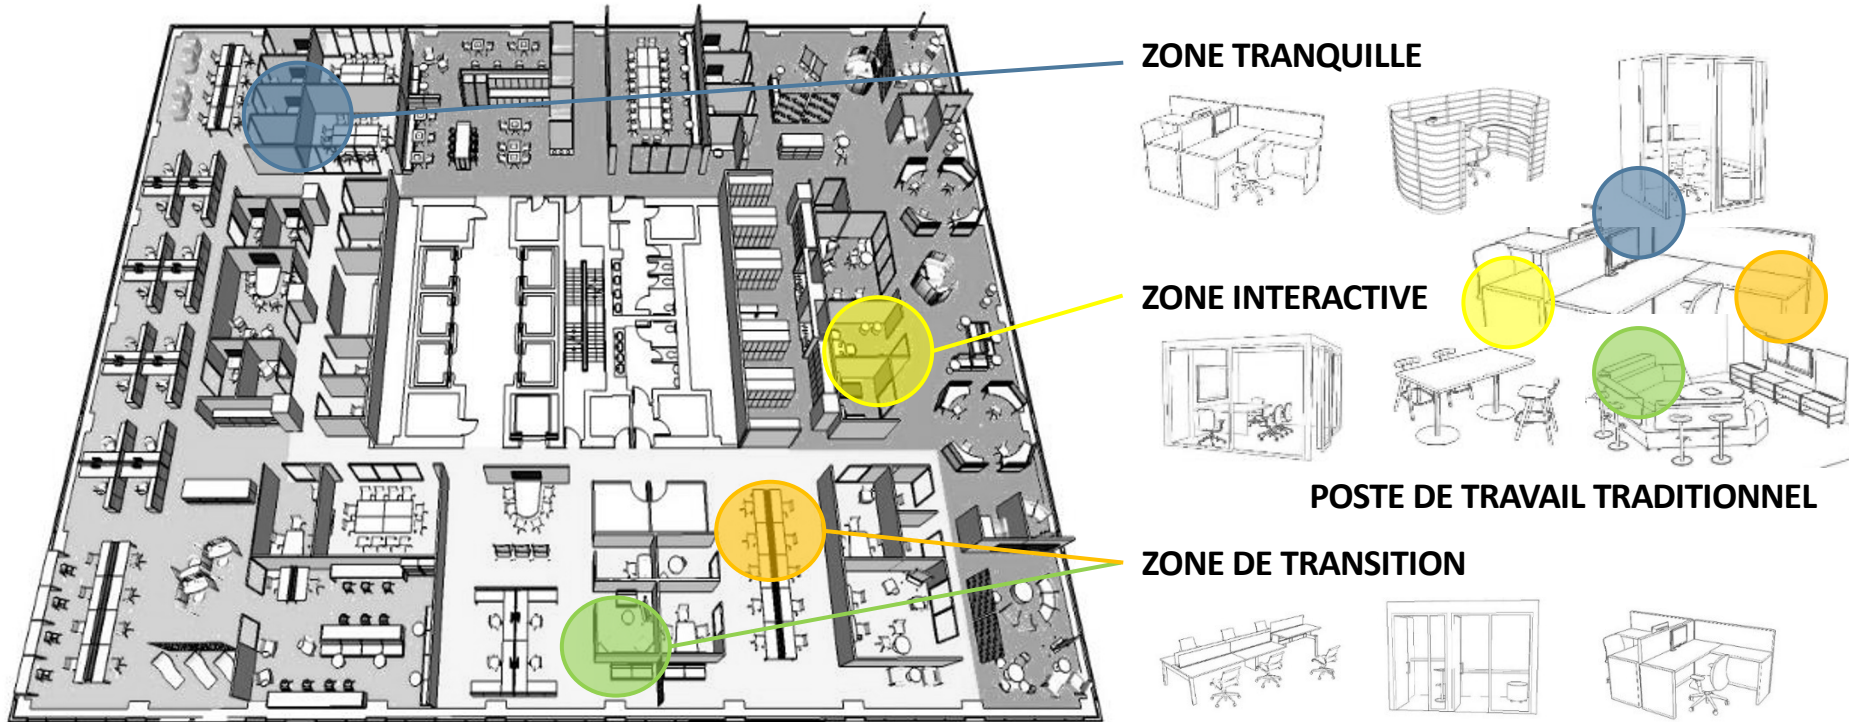 ZONE TRANQUILLE
ZONE INTERACTIVE
POSTE DE TRAVAIL TRADITIONNEL
ZONE DE TRANSITION